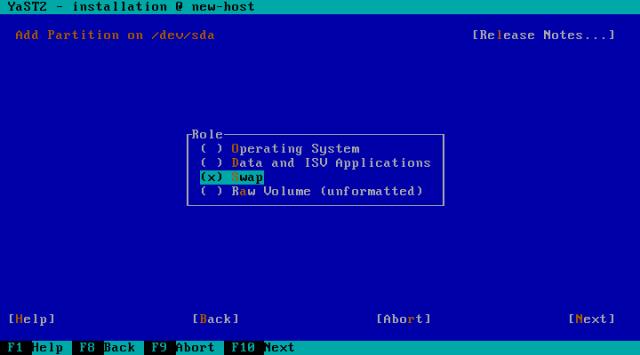 YaST2 - installation @ new-host
Add Partition on /dev/sda [Release Notes...]
Role
( ) Operating System
( ) Data and ISV Applications
(x) Swap
( ) Raw Volume (unformatted)
[Help] [Back] [Abort] [Next]
F1 Help F8 Back F9 Abort F10 Next